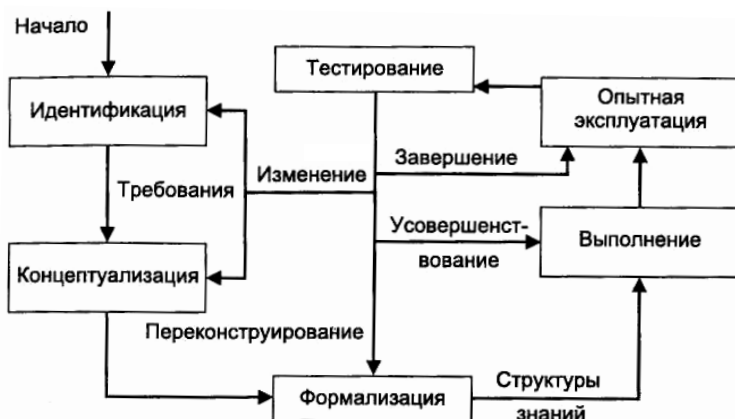 Начало
Тестирование
Идентификация
Опытная
эксплуатация
Завершение
Изменение
Требования
Усовершенст-
вование
Выполнение
Концептуализация
Переконструирование
Формализация
Структуры
знаний